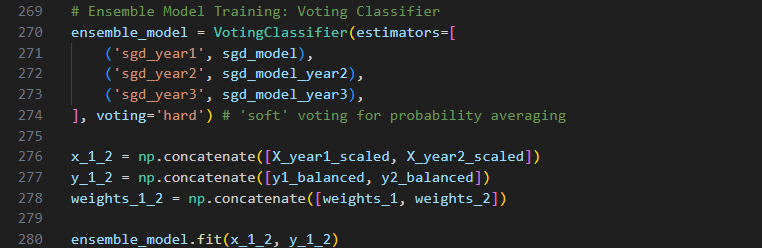 269 # Ensemble Model Training: Voting Classifier
270 ensemble_model = VotingClassifier(estimators=[
271     ('sgd_year1', sgd_model),
272     ('sgd_year2', sgd_model_year2),
273     ('sgd_year3', sgd_model_year3),
274 ], voting='hard') # 'soft' voting for probability averaging
275
276 x_1_2 = np.concatenate([X_year1_scaled, X_year2_scaled])
277 y_1_2 = np.concatenate([y1_balanced, y2_balanced])
278 weights_1_2 = np.concatenate([weights_1, weights_2])
279
280 ensemble_model.fit(x_1_2, y_1_2)